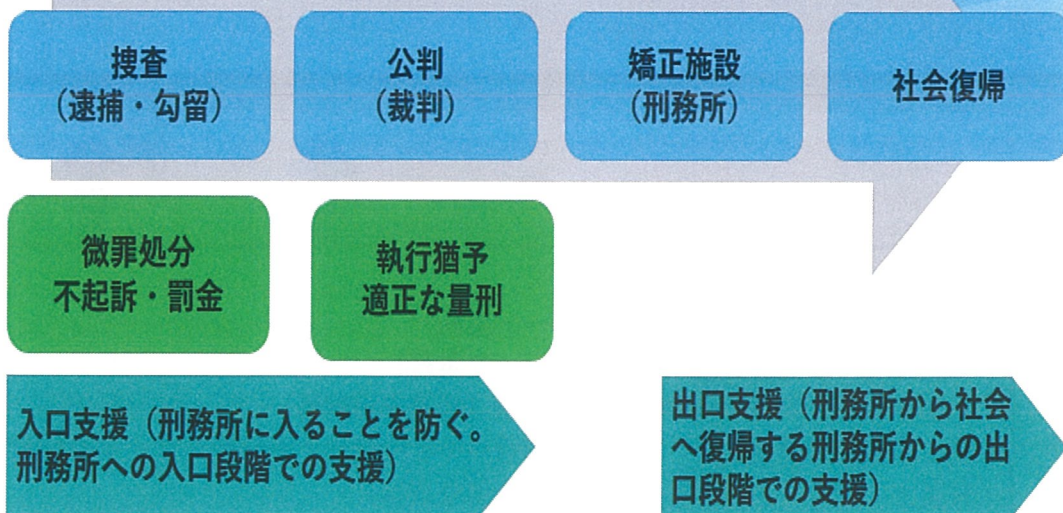 捜査
（逮捕・勾留）
公判
（裁判）
矯正施設
（刑務所）
社会復帰
微罪処分
不起訴・罰金
執行猶予
適正な量刑
入口支援（刑務所に入ることを防ぐ。
刑務所への入口段階での支援）
出口支援（刑務所から社会
へ復帰する刑務所からの出
口段階での支援）